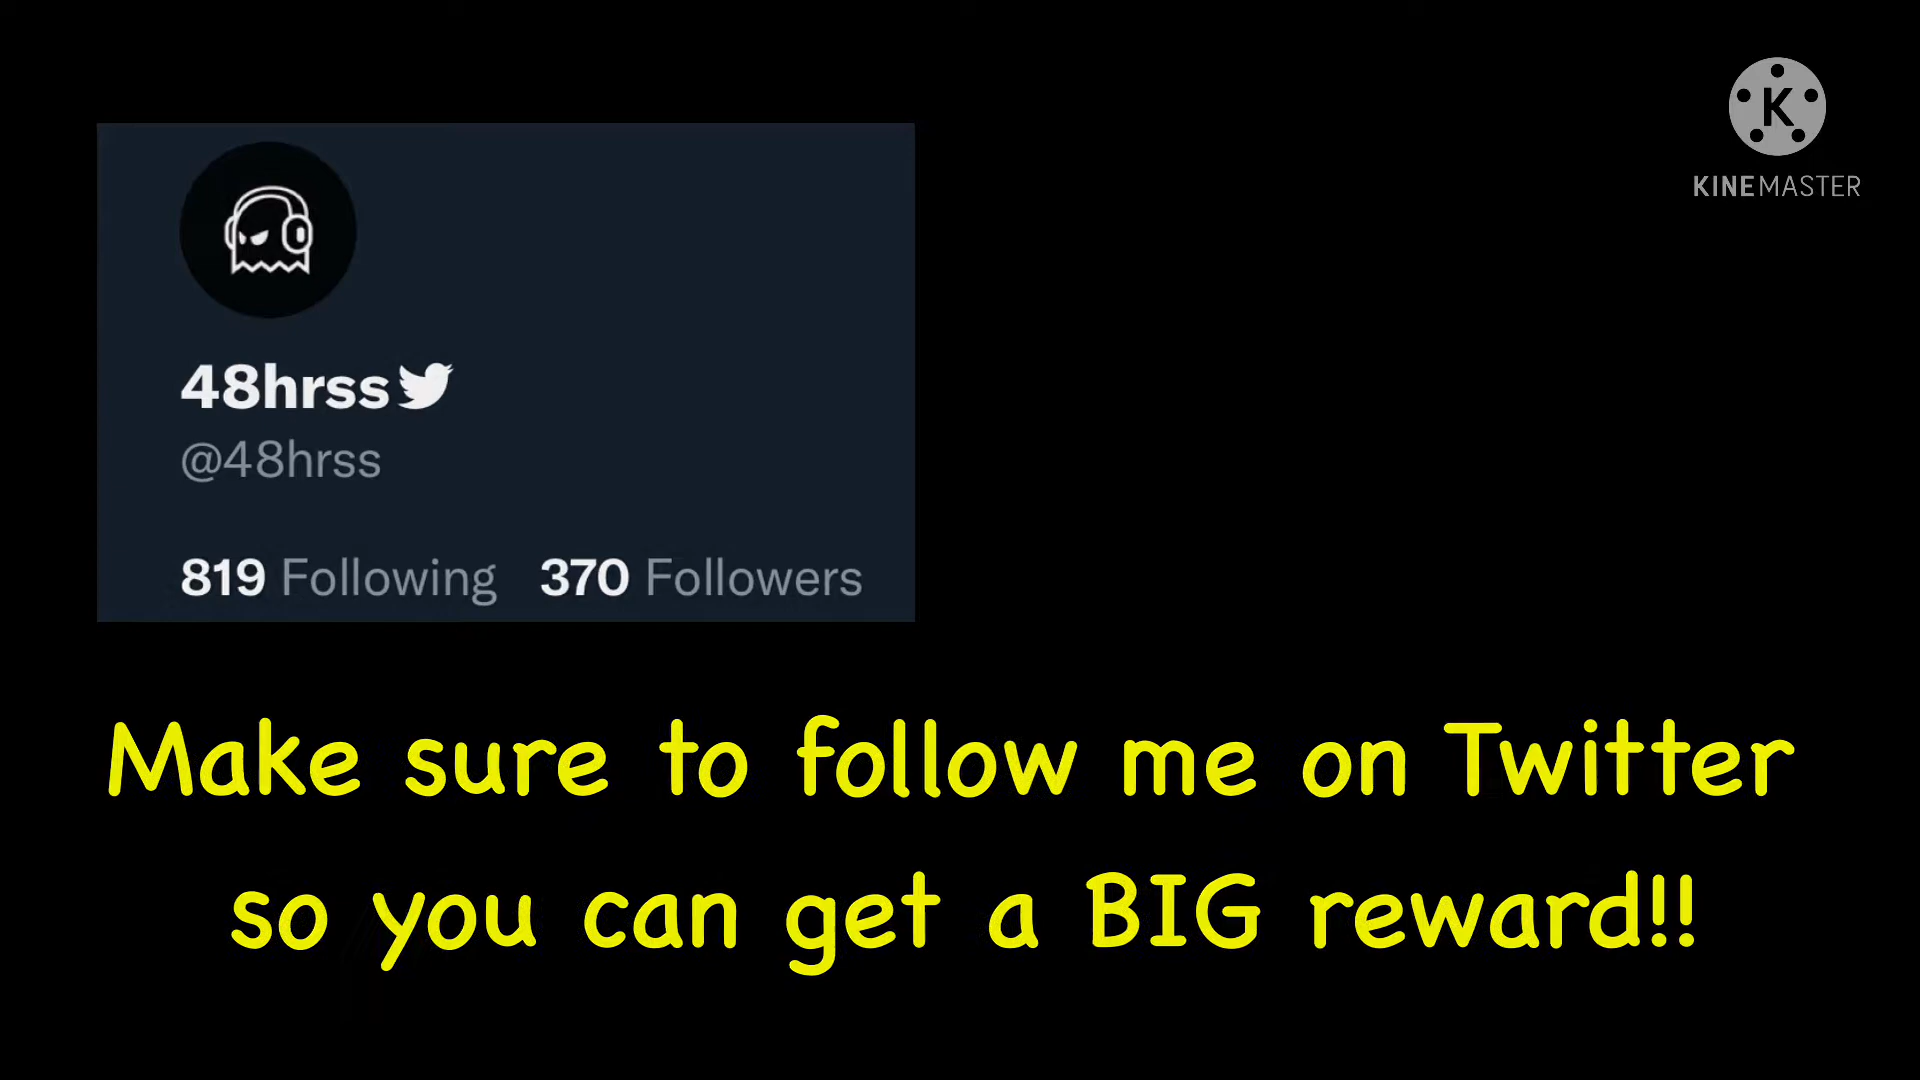 K
KINEMASTER
48hrss
@48hrss
819 Following 370 Followers
Make sure to follow me on Twitter
so you can get a BIG reward!!